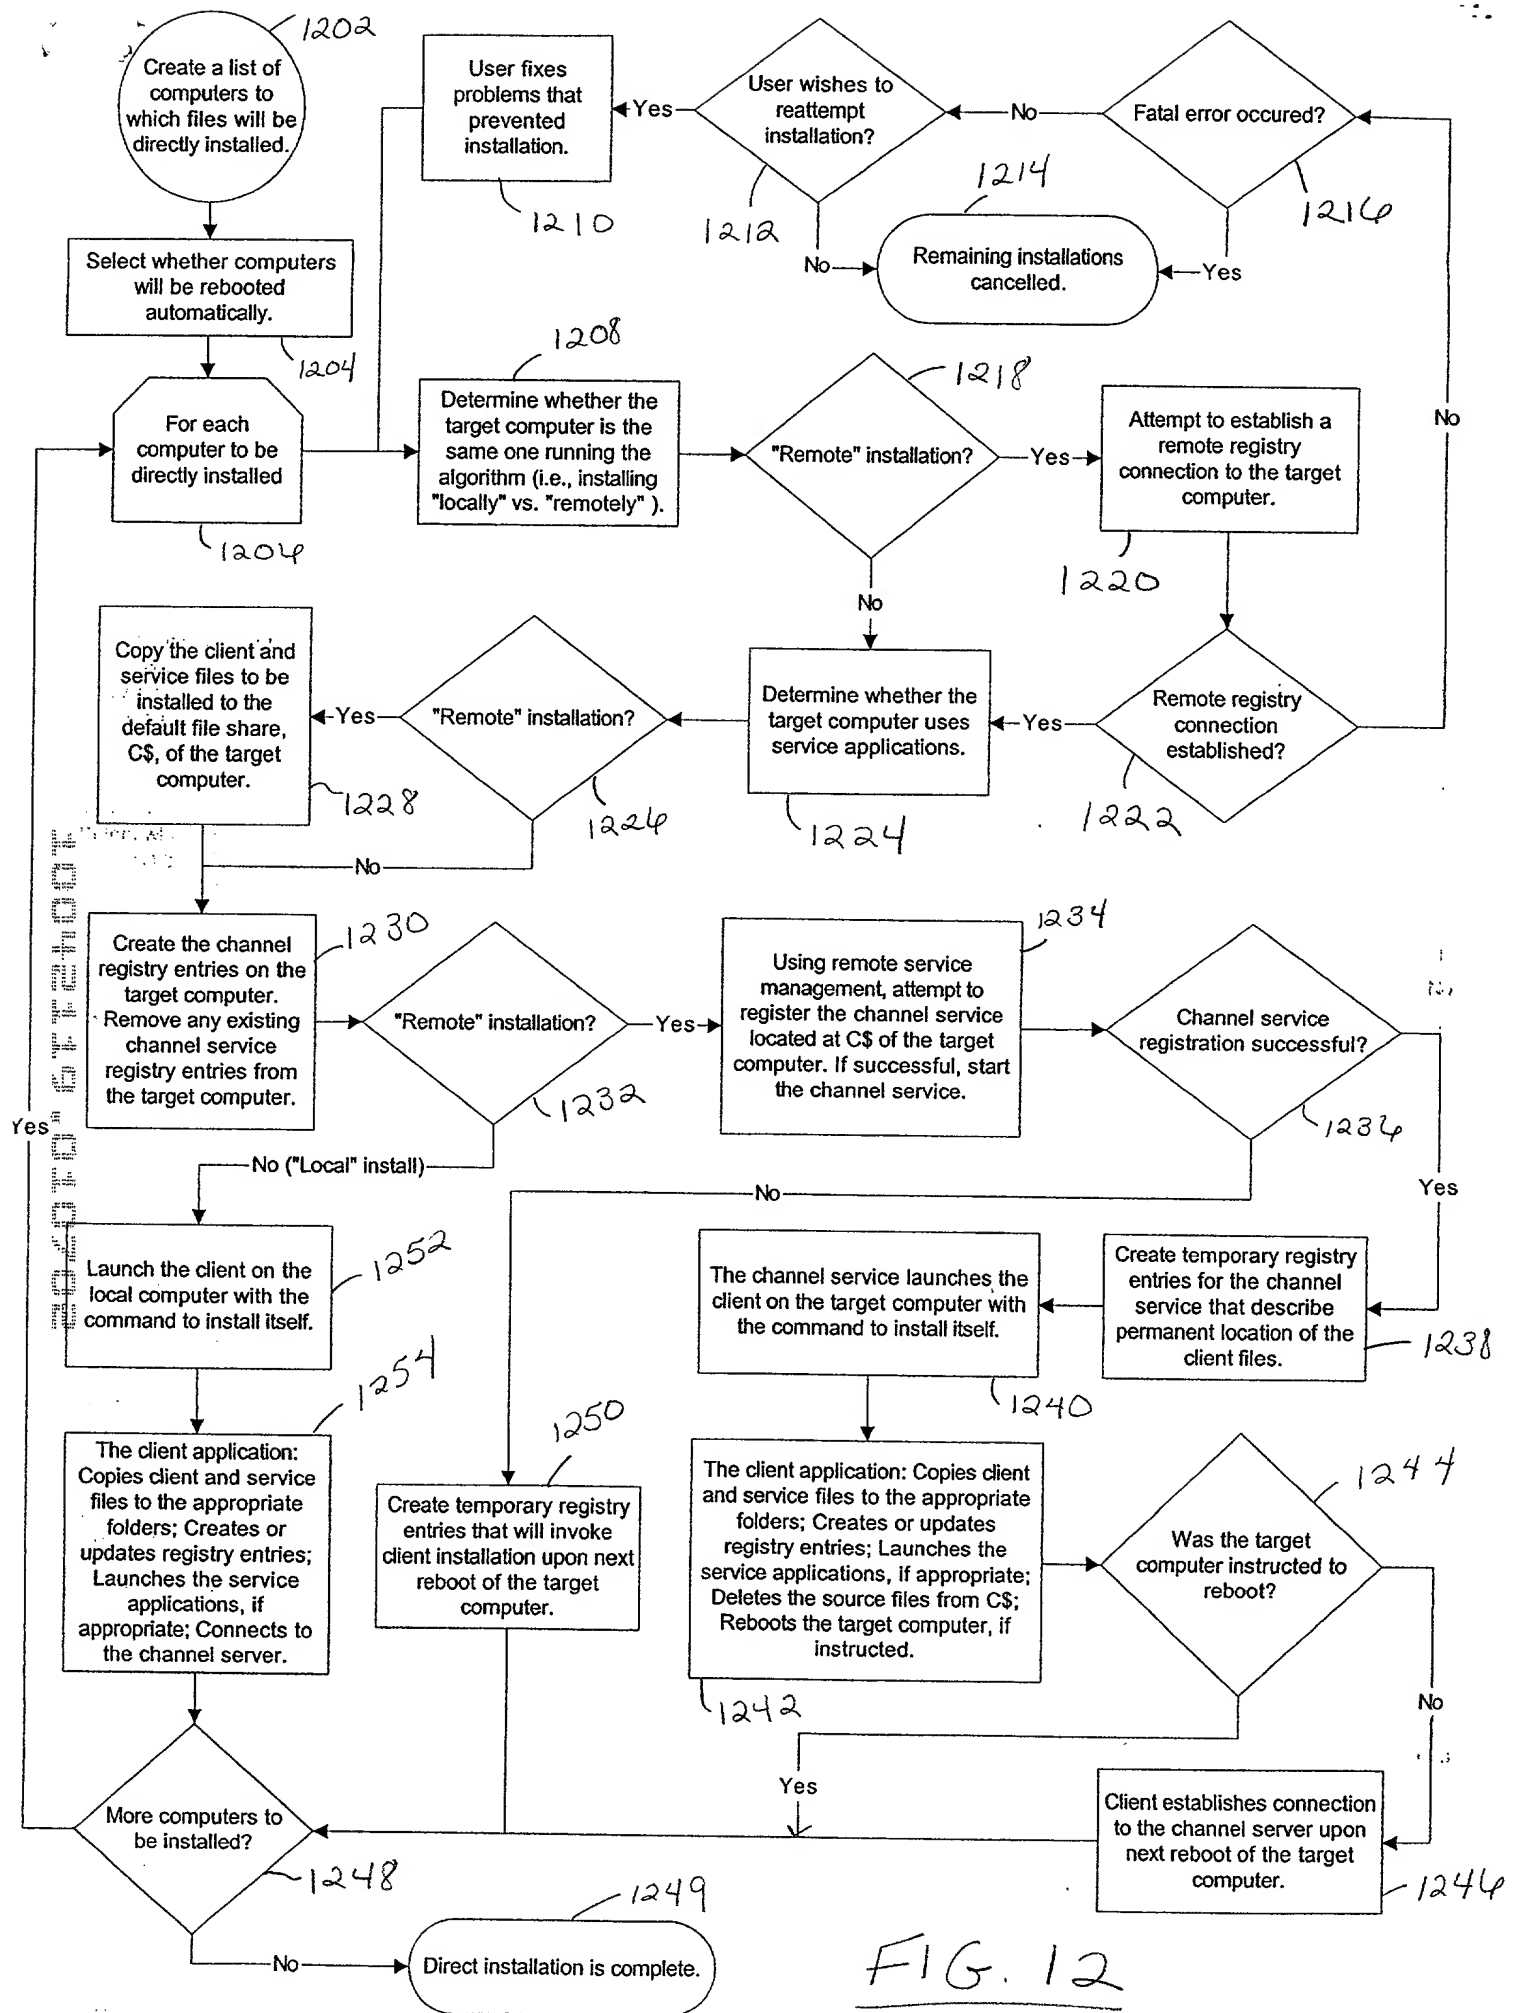 1202
Create a list of
computers to
which files will be
directly installed.
User fixes
problems that
prevented
installation.
1210
Yes
User wishes to
reattempt
installation?
1212
No
Fatal error occured?
1216
1214
No
Remaining installations
cancelled.
Yes
Select whether computers
will be rebooted
automatically.
1204
For each
computer to be
directly installed
1206
1208
Determine whether the
target computer is the
same one running the
algorithm (i.e., installing
"locally" vs. "remotely" ).
1218
"Remote" installation?
Yes
Attempt to establish a
remote registry
connection to the target
computer.
1220
No
No
Copy the client and
service files to be
installed to the
default file share,
C$, of the target
computer.
1228
Yes
"Remote" installation?
1226
Determine whether the
target computer uses
service applications.
1224
Yes
Remote registry
connection
established?
1222
No
Create the channel
registry entries on the
target computer.
Remove any existing
channel service
registry entries from
the target computer.
1230
"Remote" installation?
1232
Yes
1234
Using remote service
management, attempt to
register the channel service
located at C$ of the target
computer. If successful, start
the channel service.
Channel service
registration successful?
1236
Yes
No ("Local" install)
No
Yes
Launch the client on the
local computer with the
command to install itself.
1252
The channel service launches the
client on the target computer with
the command to install itself.
1240
Create temporary registry
entries for the channel
service that describe
permanent location of the
client files.
1238
1254
The client application:
Copies client and service
files to the appropriate
folders; Creates or
updates registry entries;
Launches the service
applications, if
appropriate; Connects to
the channel server.
1250
Create temporary registry
entries that will invoke
client installation upon next
reboot of the target
computer.
The client application: Copies client
and service files to the appropriate
folders; Creates or updates
registry entries; Launches the
service applications, if appropriate;
Deletes the source files from C$;
Reboots the target computer, if
instructed.
1242
1244
Was the target
computer instructed to
reboot?
No
Yes
More computers to
be installed?
1248
Client establishes connection
to the channel server upon
next reboot of the target
computer.
1246
1249
No
Direct installation is complete.
FIG. 12